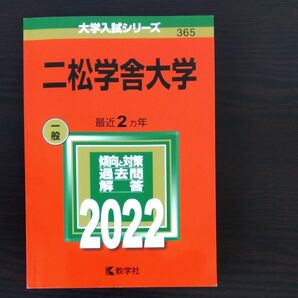 大学入試シリーズ
365
二松学舎大学
一般
最近2カ年
傾向と対策
過去問
解答
2022
教学社